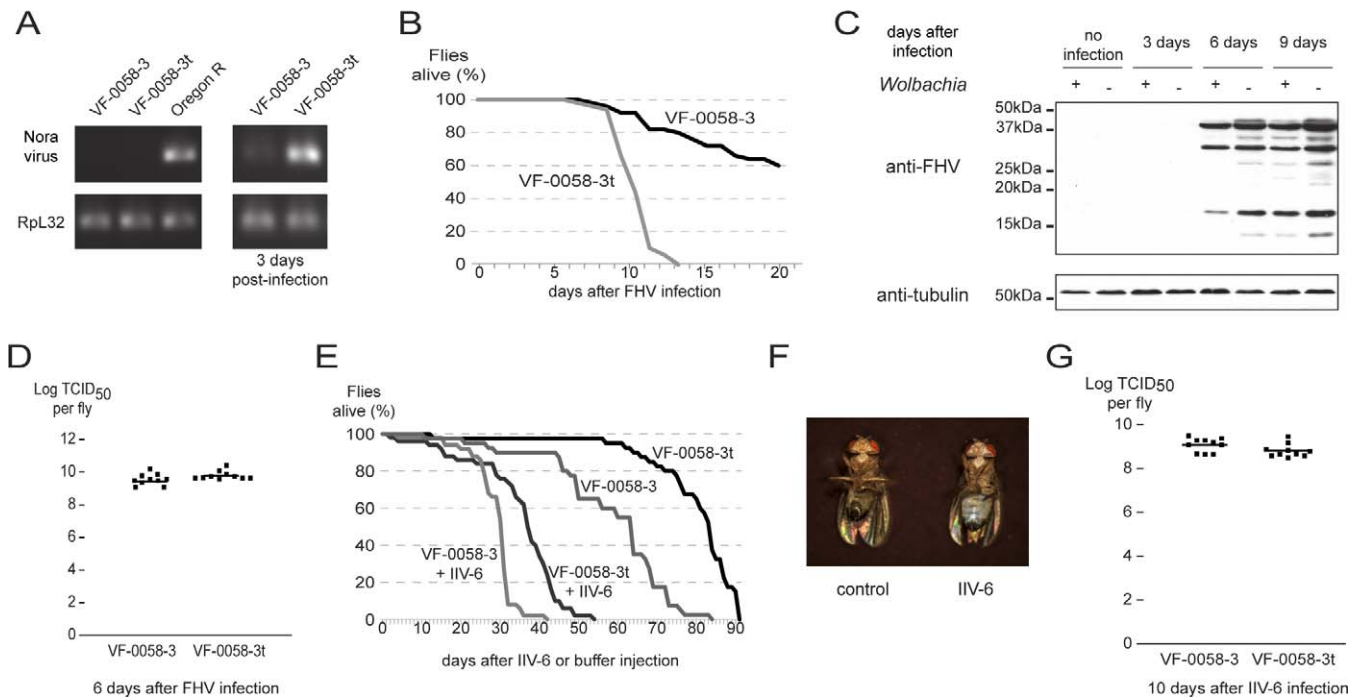 A
VF-0058-3
VF-0058-3t
Oregon R
VF-0058-3
VF-0058-3t
Nora
virus
RpL32
3 days
post-infection
B
Flies
alive (%)
100
80
60
40
20
0
VF-0058-3
VF-0058-3t
0 5 10 15 20
days after FHV infection
C
days after
infection
no
infection
3 days
6 days
9 days
Wolbachia
+ - + - + - + -
50kDa
37kDa
25kDa
20kDa
15kDa
anti-FHV
anti-tubulin
50kDa
D
Log TCID50
per fly
12
10
8
6
4
2
0
VF-0058-3 VF-0058-3t
6 days after FHV infection
E
Flies
alive (%)
100
80
60
40
20
0
VF-0058-3t
VF-0058-3
VF-0058-3
+ IIV-6
VF-0058-3t
+ IIV-6
0 10 20 30 40 50 60 70 80 90
days after IIV-6 or buffer injection
F
control IIV-6
G
Log TCID50
per fly
10
8
6
4
2
0
VF-0058-3 VF-0058-3t
10 days after IIV-6 infection